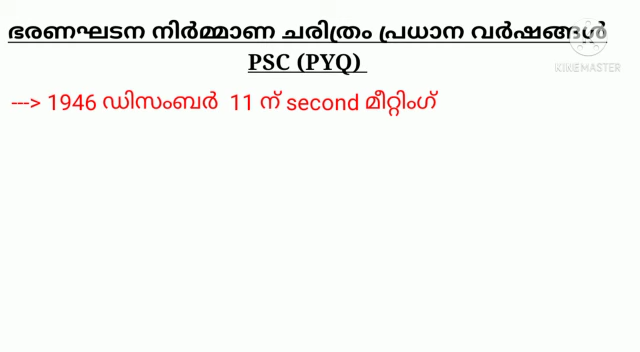 ഭരണഘടന നിർമ്മാണ ചരിത്രം പ്രധാന വർഷങ്ങൾ
PSC (PYQ)
KINEMASTER
---> 1946 ഡിസംബർ 11 ന് second മീറ്റിംഗ്